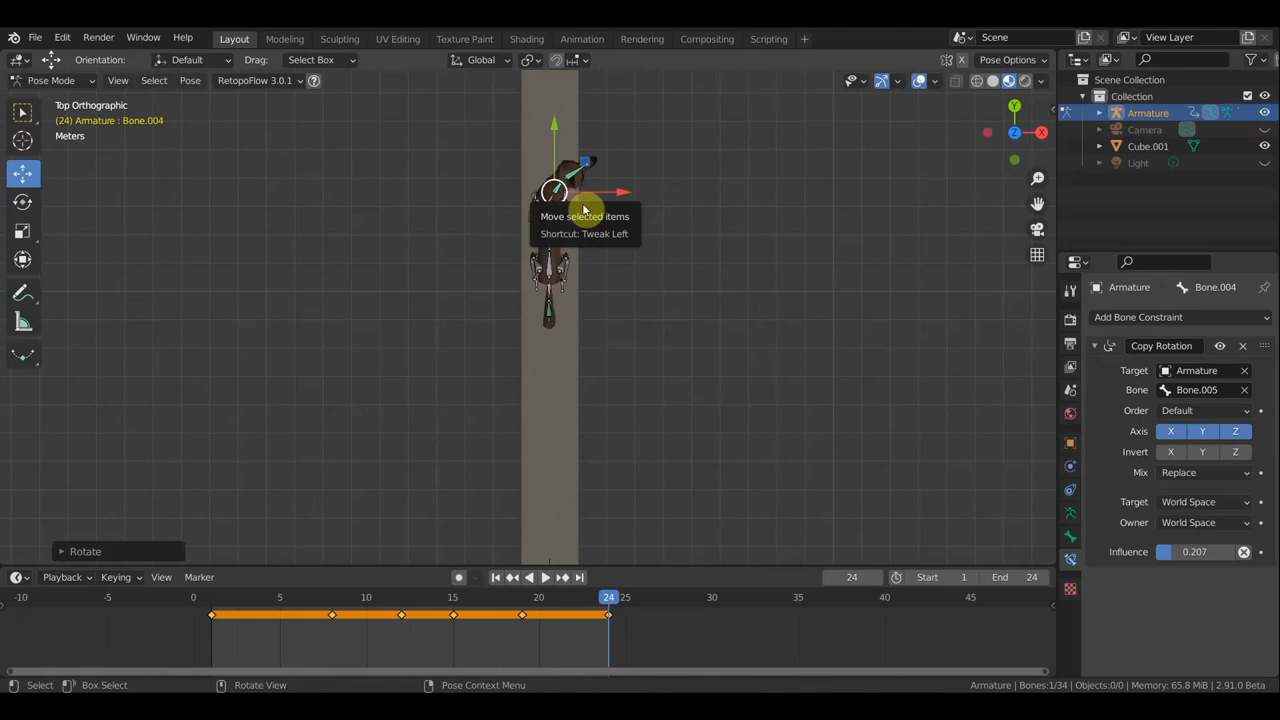 File Edit Render Window Help
Layout Modeling Sculpting UV Editing Texture Paint Shading Animation Rendering Compositing Scripting +
Scene
View Layer
Orientation: Default Drag: Select Box Global Pose Options
Pose Mode View Select Pose RetopoFlow 3.0.1
Top Orthographic
(24) Armature : Bone.004
Meters
Y
X
Z
Move selected items
Shortcut: Tweak Left
Rotate
Scene Collection
Collection
Armature
Camera
Cube.001
Light
Armature Bone.004
Add Bone Constraint
Copy Rotation
Target Armature
Bone Bone.005
Order Default
Axis X Y Z
Invert X Y Z
Mix Replace
Target World Space
Owner World Space
Influence 0.207
Playback Keying View Marker
24 Start 1 End 24
-10 -5 0 5 10 15 20 24 25 30 35 40 45
Select Box Select Rotate View Pose Context Menu
Armature | Bones:1/34 | Objects:0/0 | Memory: 65.8 MiB | 2.91.0 Beta